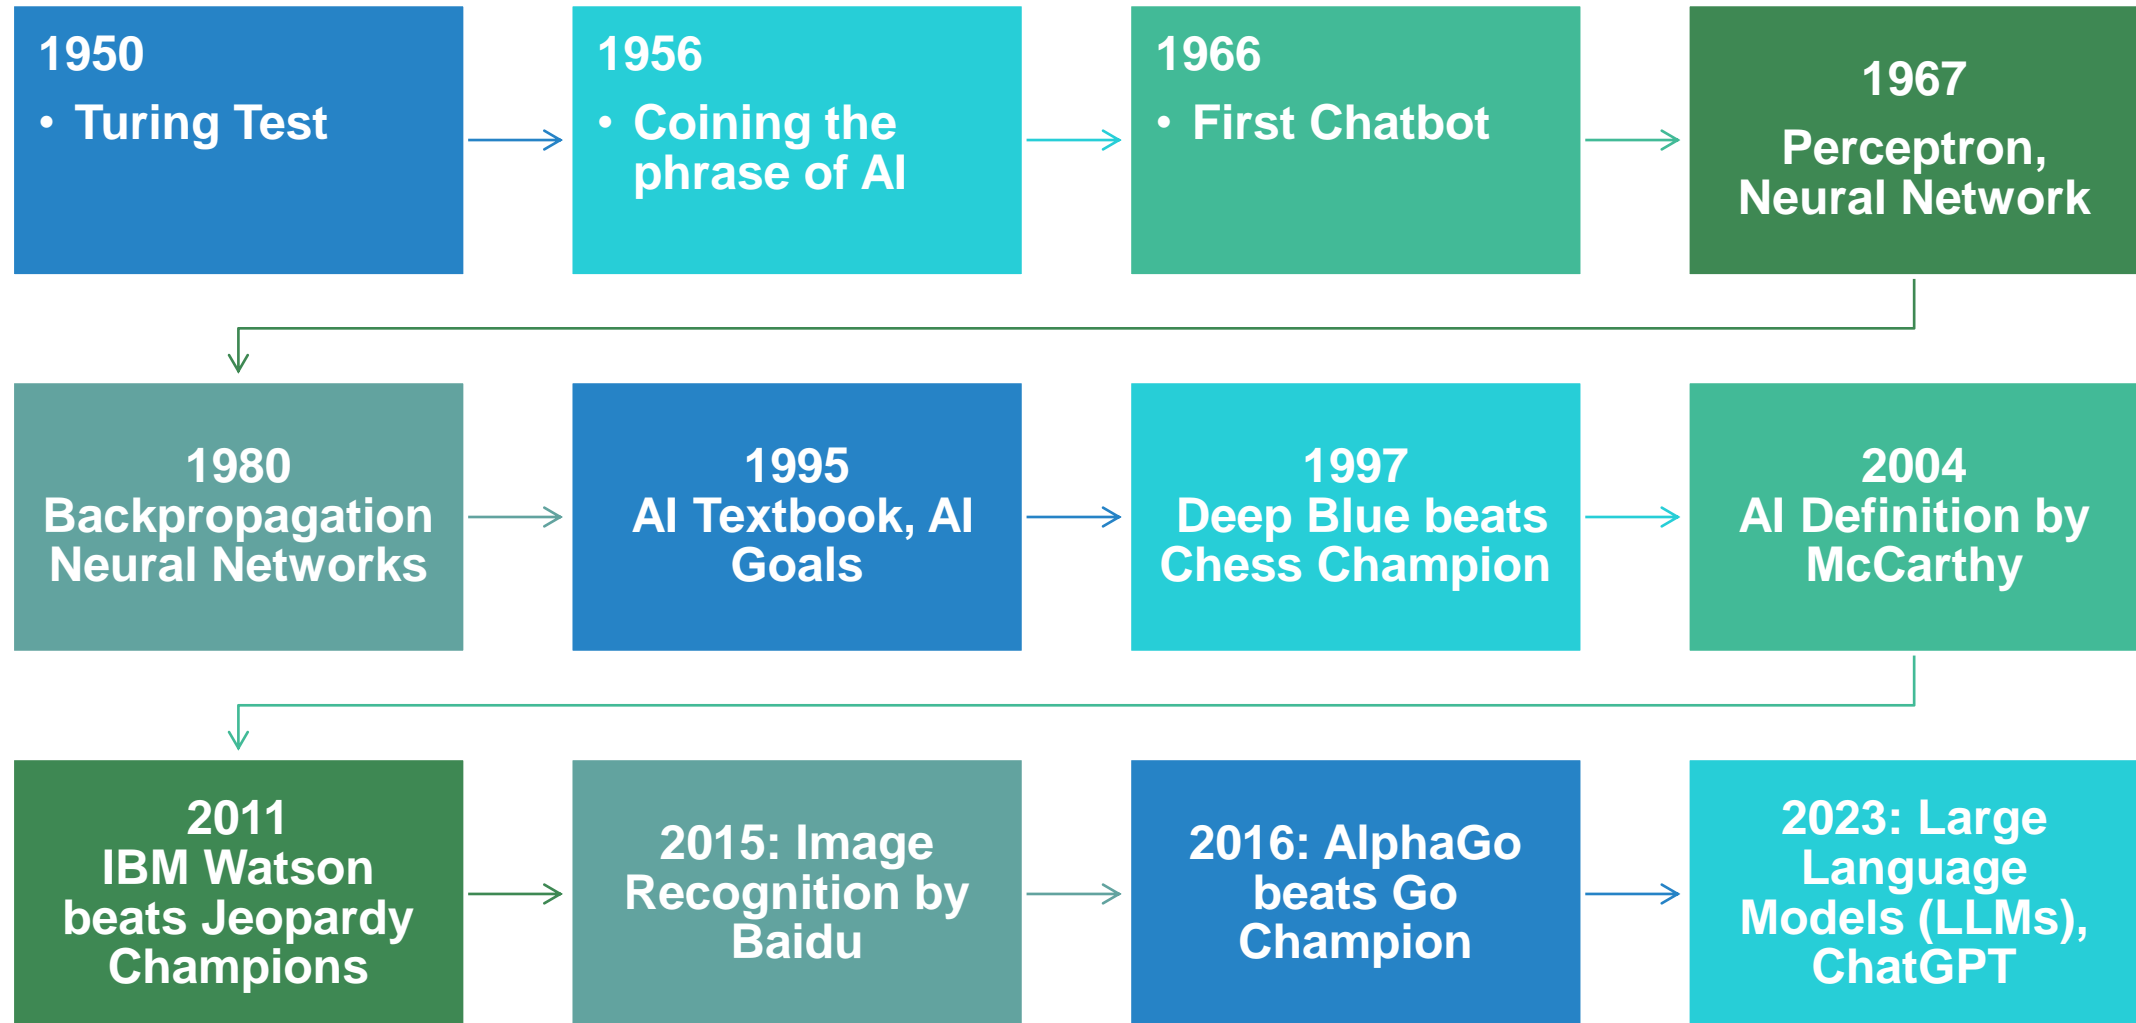 1950
• Turing Test
1956
• Coining the
phrase of AI
1966
• First Chatbot
1967
Perceptron,
Neural Network
1980
Backpropagation
Neural Networks
1995
AI Textbook, AI
Goals
1997
Deep Blue beats
Chess Champion
2004
AI Definition by
McCarthy
2011
IBM Watson
beats Jeopardy
Champions
2015: Image
Recognition by
Baidu
2016: AlphaGo
beats Go
Champion
2023: Large
Language
Models (LLMs),
ChatGPT